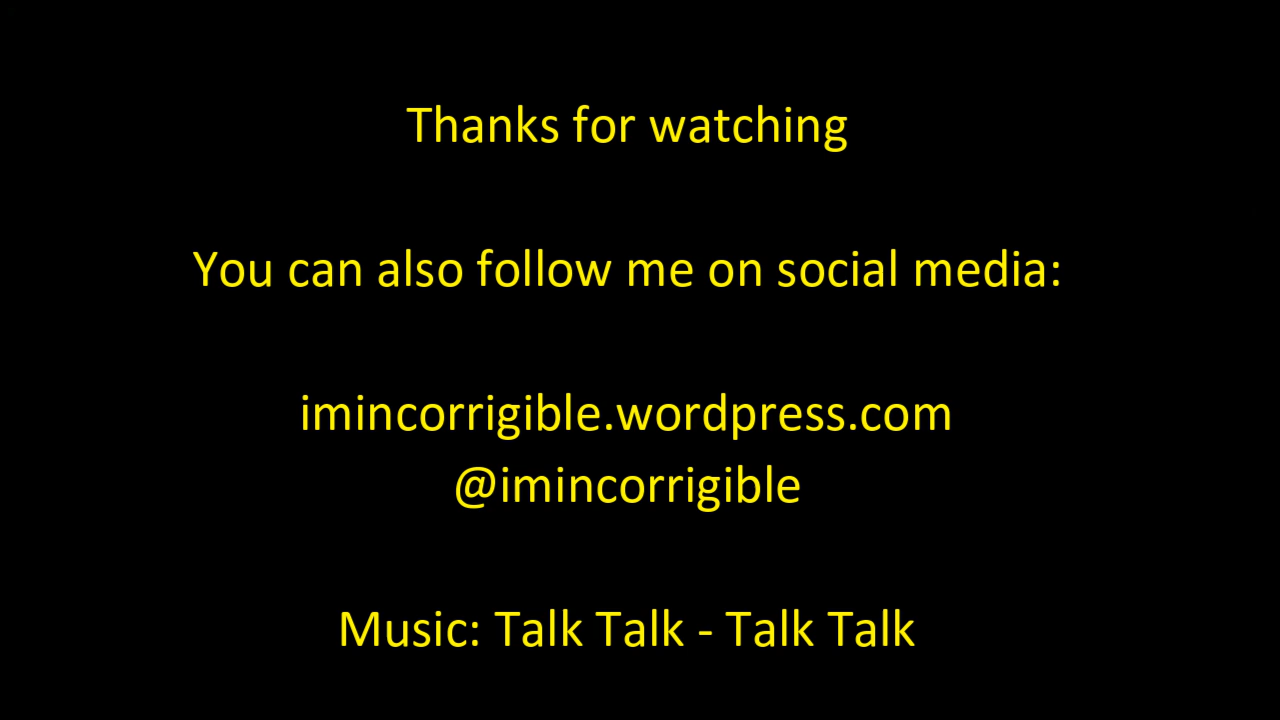 Thanks for watching
You can also follow me on social media:
imincorrigible.wordpress.com
@imincorrigible
Music: Talk Talk - Talk Talk